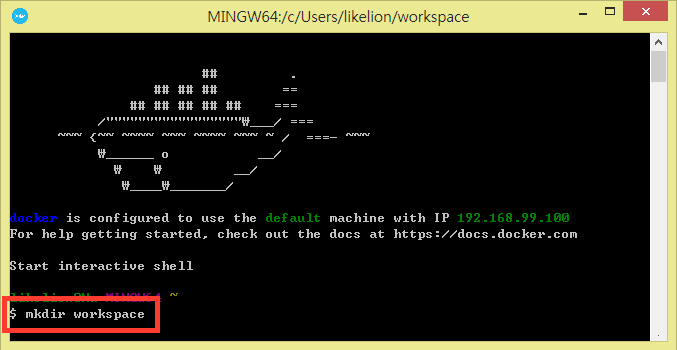 MINGW64:/c/Users/likelion/workspace
##         .
## ## ##        ==
## ## ## ## ##    ===
/"""""""""""""""""₩___/ ===
~~~ {~~ ~~~~ ~~~ ~~~~ ~~~ ~ /  ===- ~~~
₩______ o           __/
₩    ₩         __/
₩____₩_______/
docker is configured to use the default machine with IP 192.168.99.100
For help getting started, check out the docs at https://docs.docker.com
Start interactive shell
MINGW64 ~
$ mkdir workspace